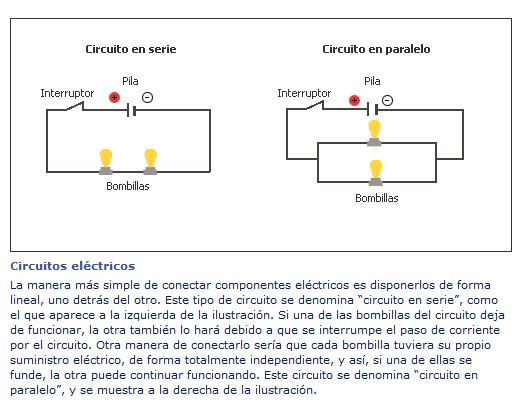 Circuito en serie
Pila
Interruptor
+
-
Bombillas
Circuito en paralelo
Pila
Interruptor
+
-
Bombillas
Circuitos eléctricos
La manera más simple de conectar componentes eléctricos es disponerlos de forma
lineal, uno detrás del otro. Este tipo de circuito se denomina “circuito en serie”, como
el que aparece a la izquierda de la ilustración. Si una de las bombillas del circuito deja
de funcionar, la otra también lo hará debido a que se interrumpe el paso de corriente
por el circuito. Otra manera de conectarlo sería que cada bombilla tuviera su propio
suministro eléctrico, de forma totalmente independiente, y así, si una de ellas se
funde, la otra puede continuar funcionando. Este circuito se denomina “circuito en
paralelo”, y se muestra a la derecha de la ilustración.